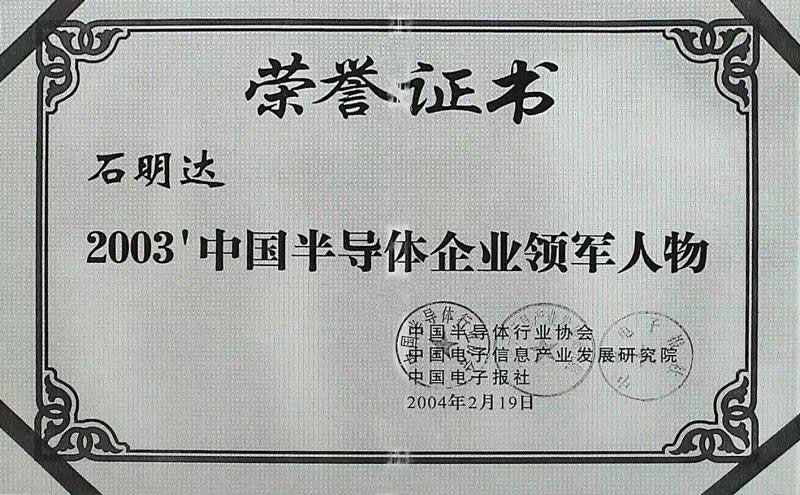 荣誉证书
石明达
2003'中国半导体企业领军人物
中国半导体行业协会
中国电子信息产业发展研究院
中国电子报社
2004年2月19日